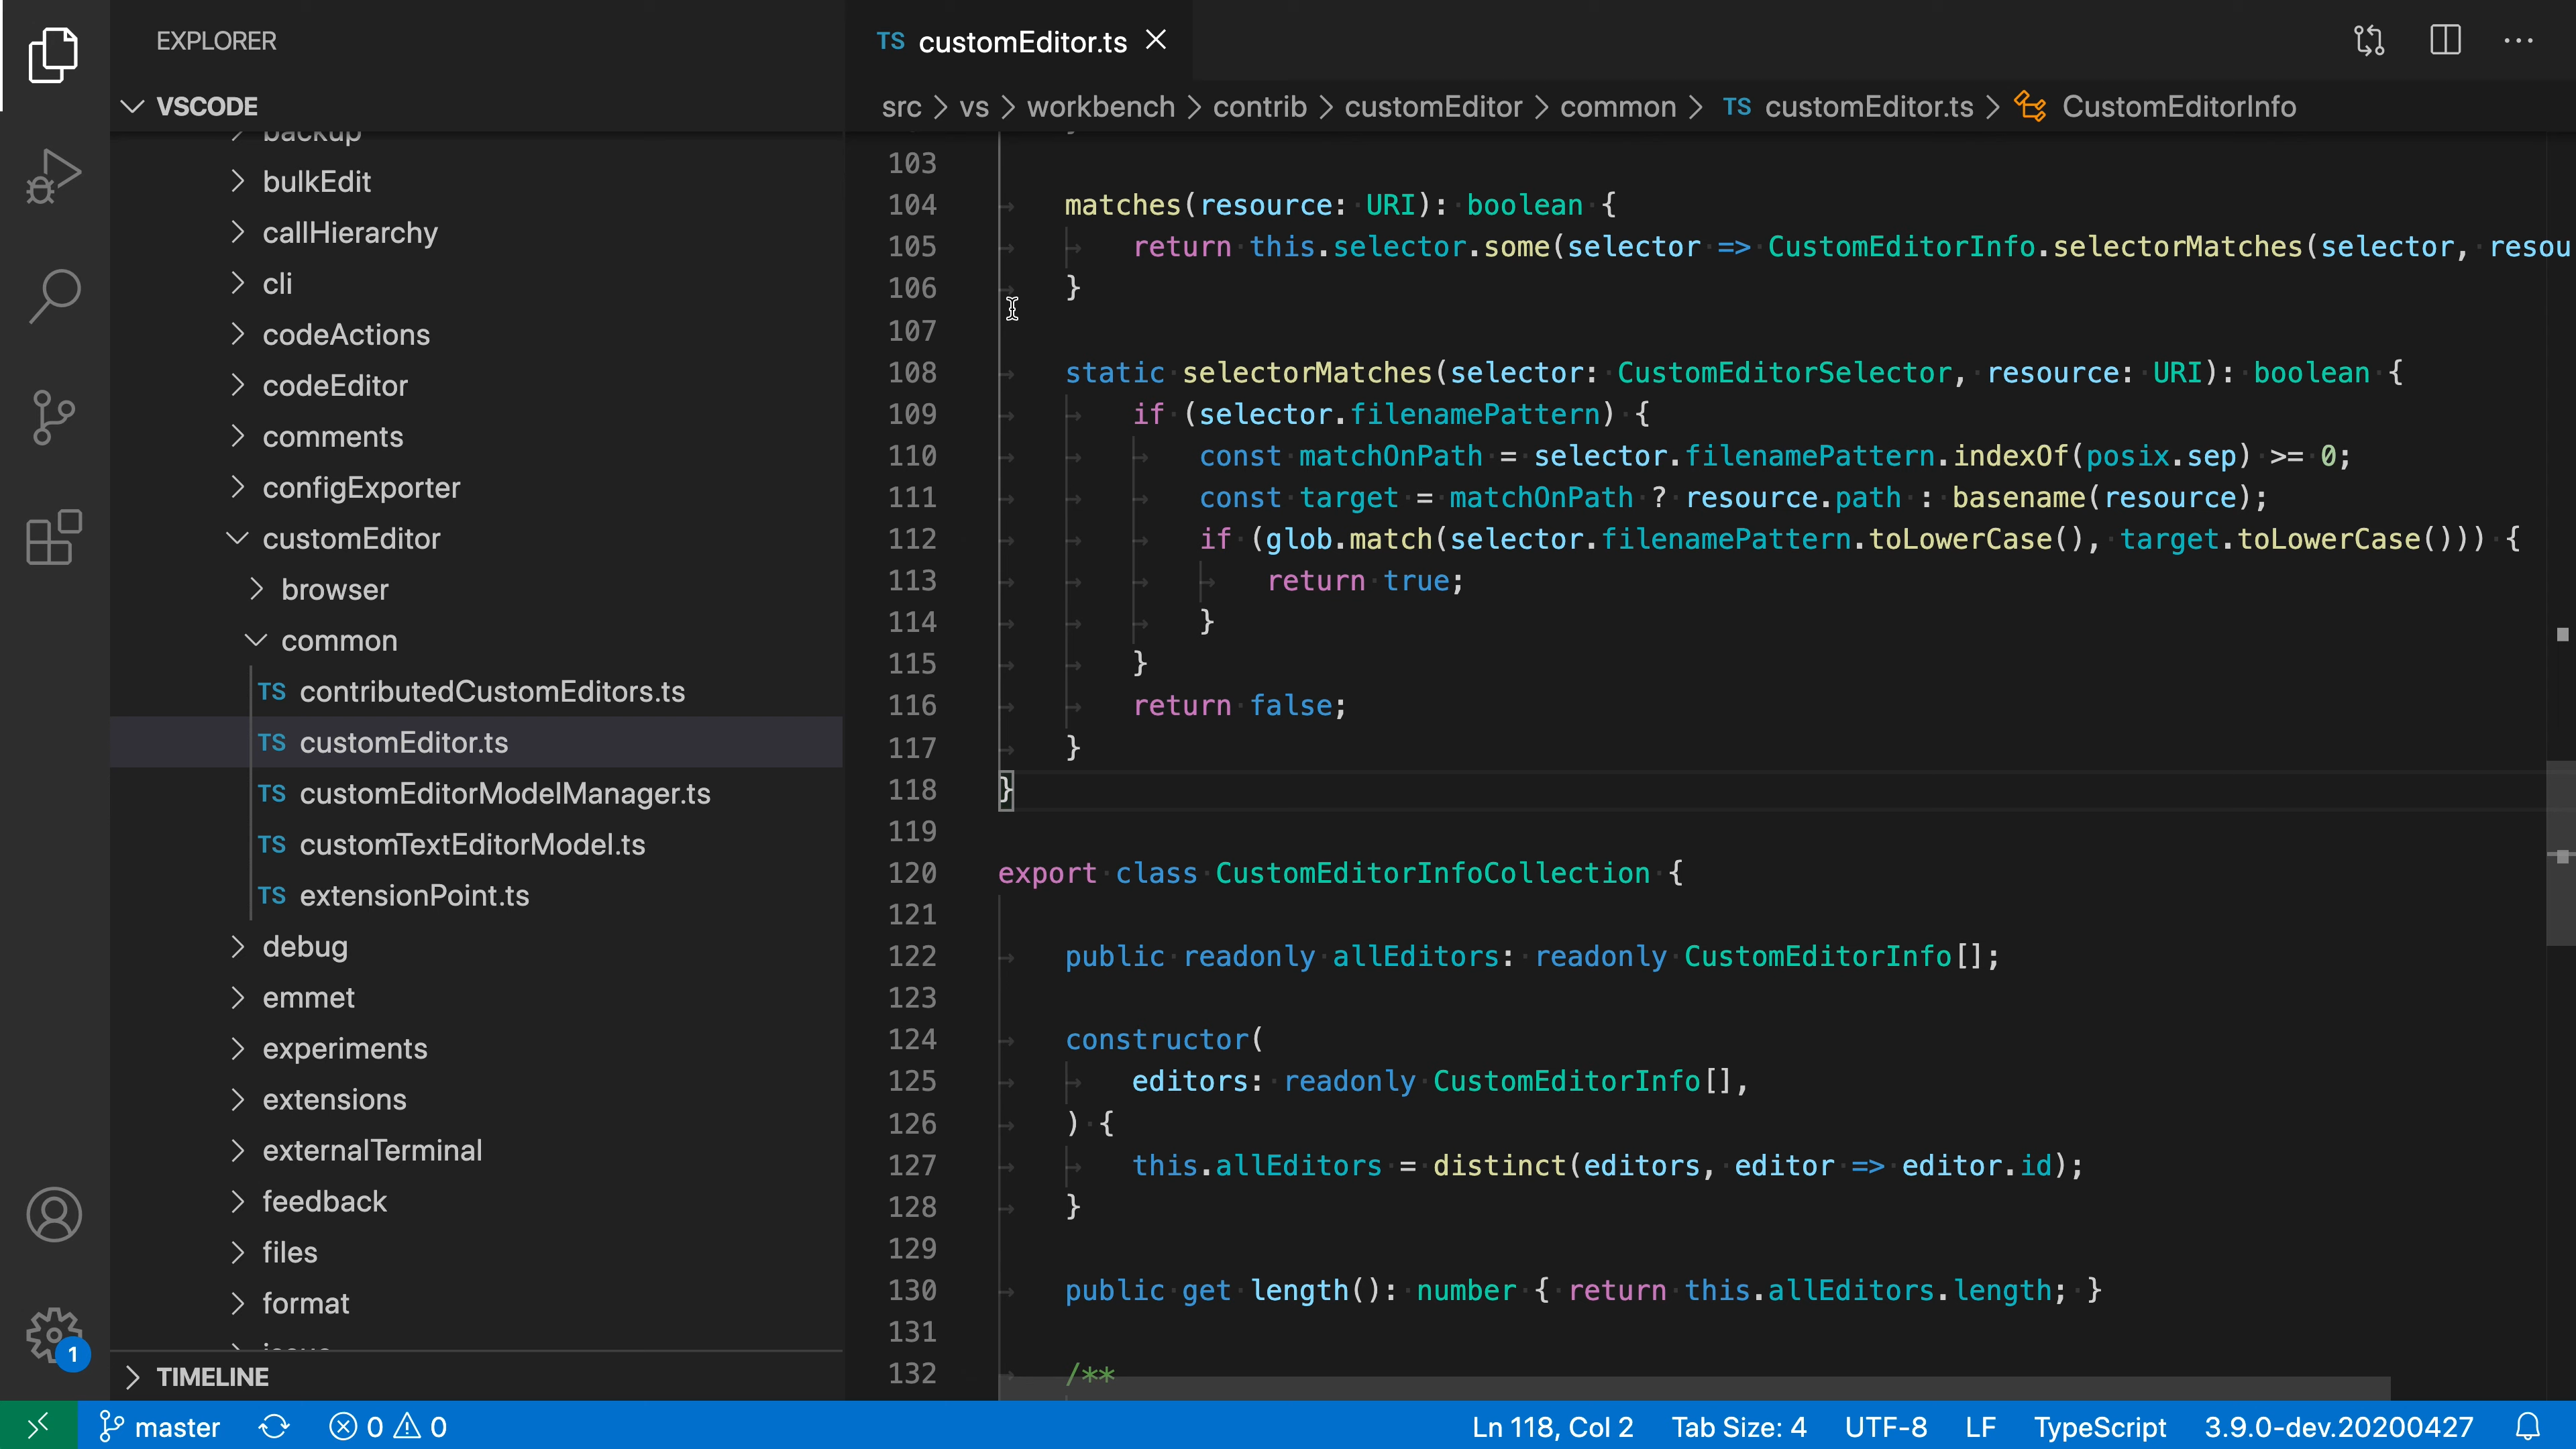 EXPLORER
VSCODE
backup
bulkEdit
callHierarchy
cli
codeActions
codeEditor
comments
configExporter
customEditor
browser
common
TS contributedCustomEditors.ts
TS customEditor.ts
TS customEditorModelManager.ts
TS customTextEditorModel.ts
TS extensionPoint.ts
debug
emmet
experiments
extensions
externalTerminal
feedback
files
format
TIMELINE
1
TS customEditor.ts
src > vs > workbench > contrib > customEditor > common > TS customEditor.ts > CustomEditorInfo
103
104 matches(resource: URI): boolean {
105 return this.selector.some(selector => CustomEditorInfo.selectorMatches(selector, resou
106 }
107
108 static selectorMatches(selector: CustomEditorSelector, resource: URI): boolean {
109 if (selector.filenamePattern) {
110 const matchOnPath = selector.filenamePattern.indexOf(posix.sep) >= 0;
111 const target = matchOnPath ? resource.path : basename(resource);
112 if (glob.match(selector.filenamePattern.toLowerCase(), target.toLowerCase())) {
113 return true;
114 }
115 }
116 return false;
117 }
118 }
119
120 export class CustomEditorInfoCollection {
121
122 public readonly allEditors: readonly CustomEditorInfo[];
123
124 constructor(
125 editors: readonly CustomEditorInfo[],
126 ) {
127 this.allEditors = distinct(editors, editor => editor.id);
128 }
129
130 public get length(): number { return this.allEditors.length; }
131
132 /**
master 0 0 Ln 118, Col 2 Tab Size: 4 UTF-8 LF TypeScript 3.9.0-dev.20200427